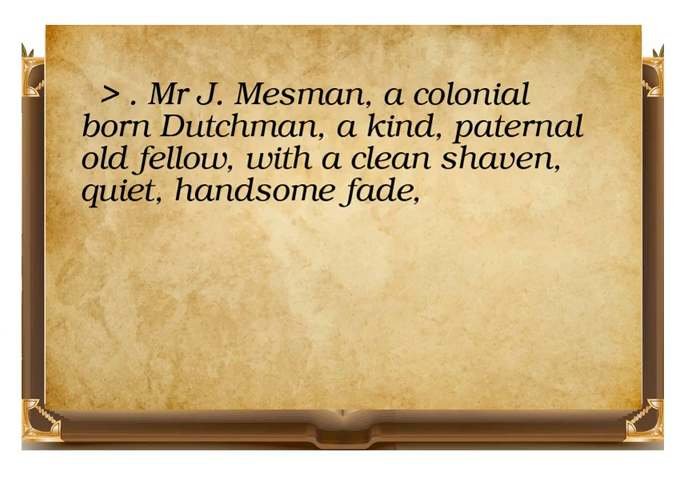 > . Mr J. Mesman, a colonial
born Dutchman, a kind, paternal
old fellow, with a clean shaven,
quiet, handsome fade,